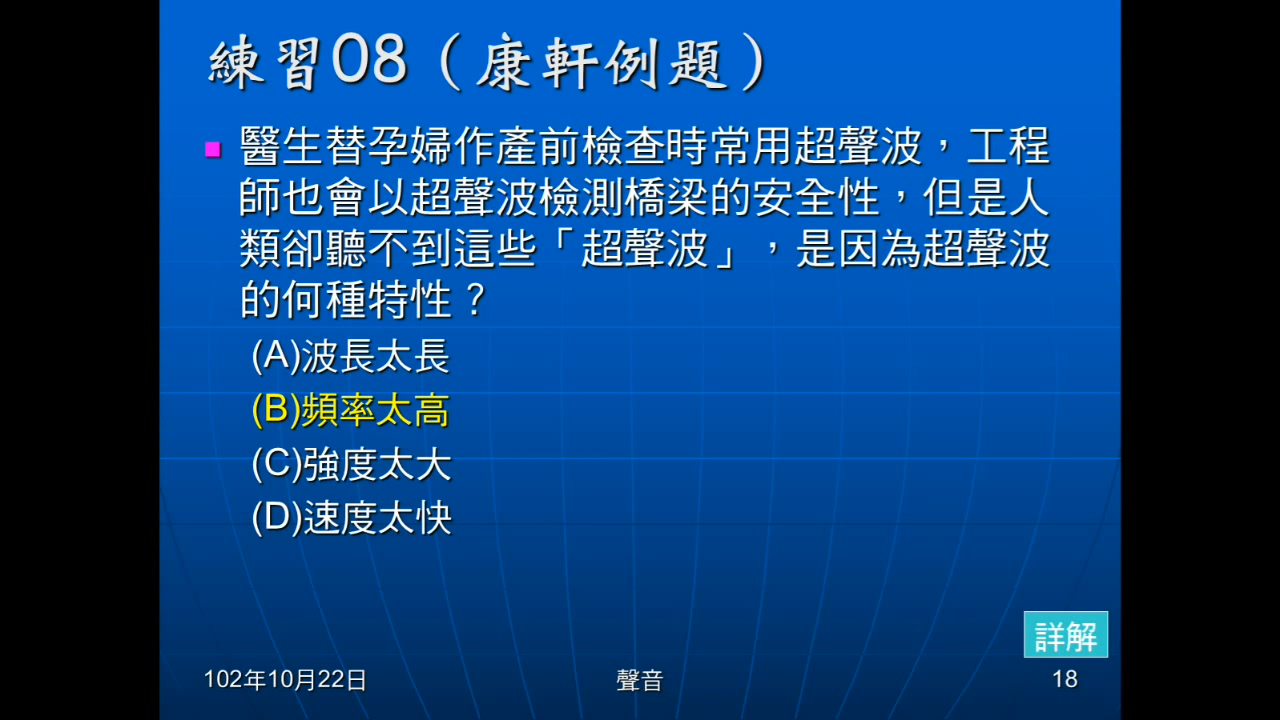 練習08（康軒例題）
醫生替孕婦作產前檢查時常用超聲波，工程
師也會以超聲波檢測橋梁的安全性，但是人
類卻聽不到這些「超聲波」，是因為超聲波
的何種特性？
(A)波長太長
(B)頻率太高
(C)強度太大
(D)速度太快
詳解
102年10月22日
聲音
18